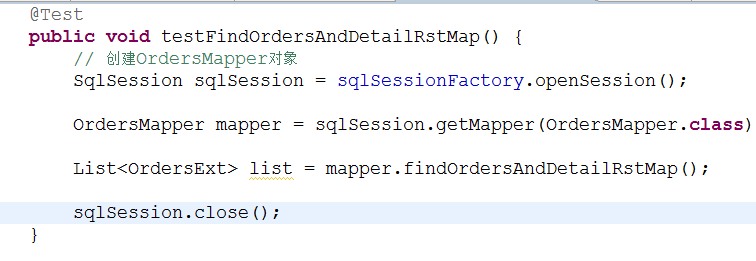 @Test
public void testFindOrdersAndDetailRstMap() {
// 创建OrdersMapper对象
SqlSession sqlSession = sqlSessionFactory.openSession();
OrdersMapper mapper = sqlSession.getMapper(OrdersMapper.class)
List<OrdersExt> list = mapper.findOrdersAndDetailRstMap();
sqlSession.close();
}